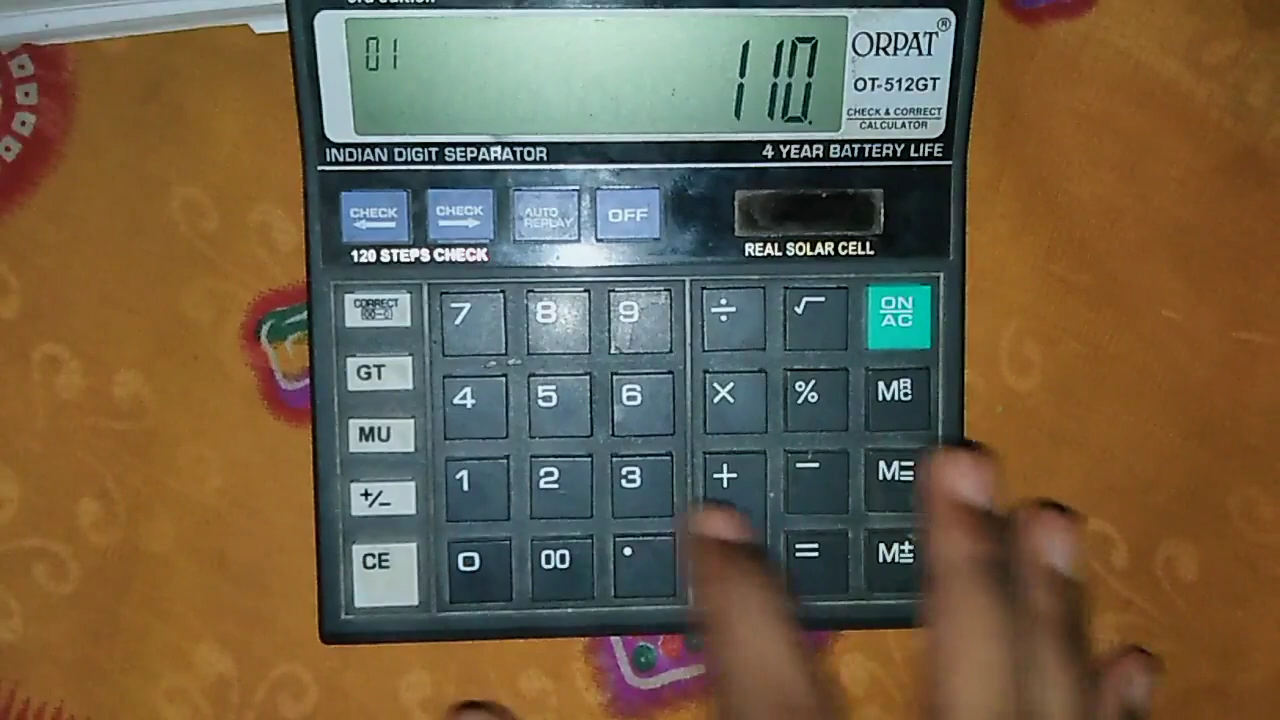 01 110.
ORPAT®
OT-512GT
CHECK & CORRECT
CALCULATOR
INDIAN DIGIT SEPARATOR 4 YEAR BATTERY LIFE
CHECK ← CHECK → AUTO REPLAY OFF
120 STEPS CHECK REAL SOLAR CELL
CORRECT 7 8 9 ÷ √ ON AC
GT 4 5 6 × % MRC
MU 1 2 3 + − M=
+/− CE 0 00 • = M±